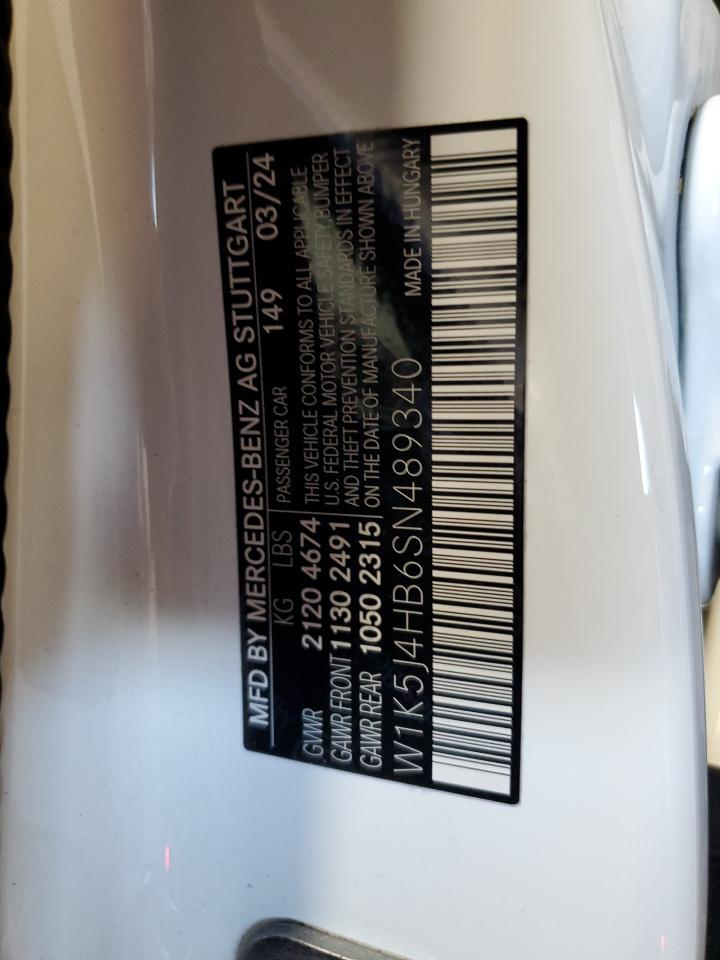 MFD BY MERCEDES-BENZ AG STUTTGART
KG LBS
GVWR 2120 4674
GAWR FRONT 1130 2491
GAWR REAR 1050 2315
PASSENGER CAR 149 03/24
THIS VEHICLE CONFORMS TO ALL APPLICABLE
U.S. FEDERAL MOTOR VEHICLE SAFETY, BUMPER
AND THEFT PREVENTION STANDARDS IN EFFECT
ON THE DATE OF MANUFACTURE SHOWN ABOVE
W1K5J4HB6SN489340 MADE IN HUNGARY